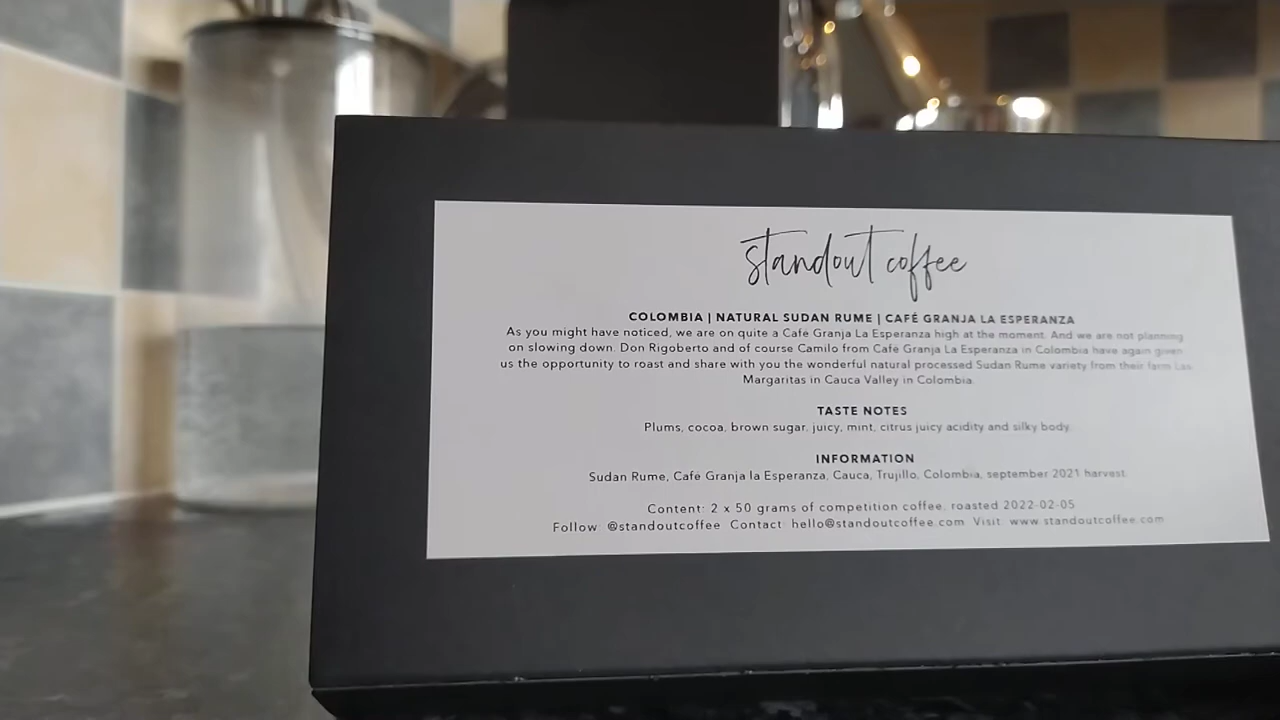 standout coffee
COLOMBIA | NATURAL SUDAN RUME | CAFÉ GRANJA LA ESPERANZA
As you might have noticed, we are on quite a Café Granja La Esperanza high at the moment. And we are not planning
on slowing down. Don Rigoberto and of course Camilo from Café Granja La Esperanza in Colombia have again given
us the opportunity to roast and share with you the wonderful natural processed Sudan Rume variety from their farm Las
Margaritas in Cauca Valley in Colombia.
TASTE NOTES
Plums, cocoa, brown sugar, juicy, mint, citrus juicy acidity and silky body.
INFORMATION
Sudan Rume, Café Granja la Esperanza, Cauca, Trujillo, Colombia, september 2021 harvest.
Content: 2 x 50 grams of competition coffee, roasted 2022-02-05
Follow @standoutcoffee Contact: hello@standoutcoffee.com Visit: www.standoutcoffee.com